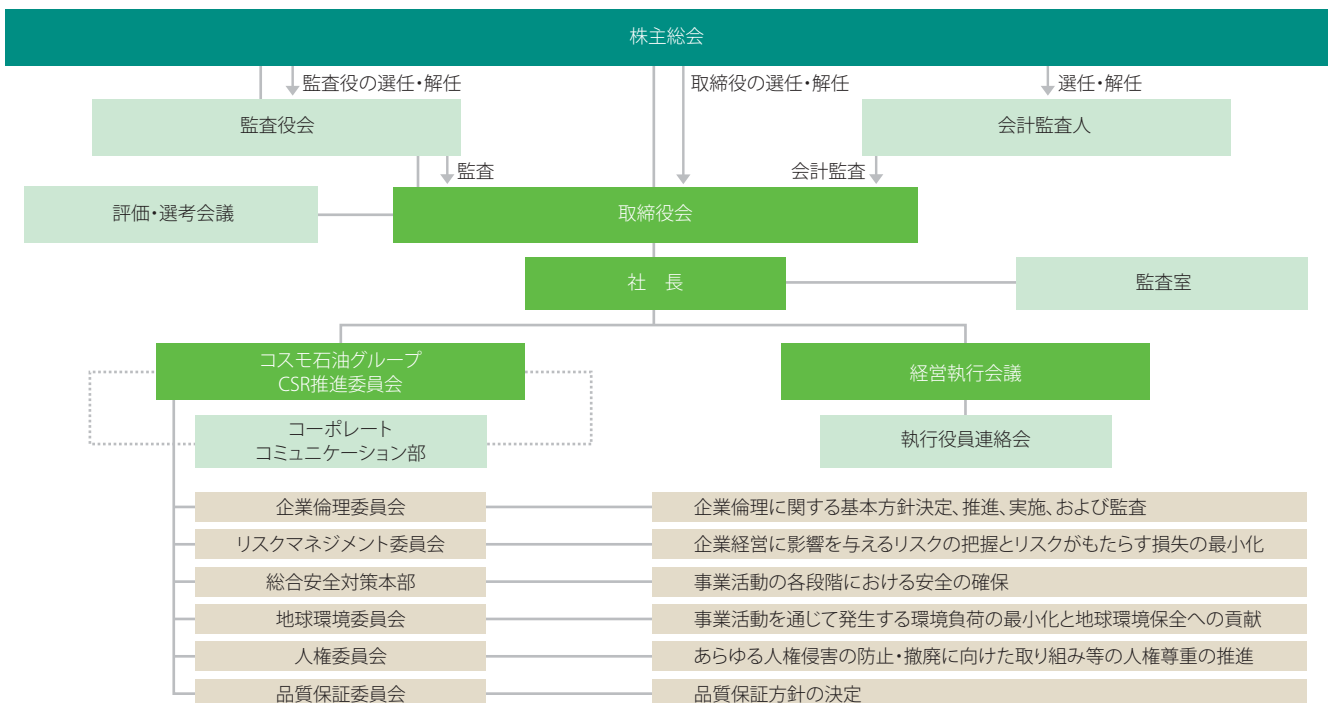 株主総会
監査役の選任・解任
取締役の選任・解任
選任・解任
監査役会
会計監査人
監査
会計監査
評価・選考会議
取締役会
社　長
監査室
コスモ石油グループ
CSR推進委員会
経営執行会議
コーポレート
コミュニケーション部
執行役員連絡会
企業倫理委員会
企業倫理に関する基本方針決定、推進、実施、および監査
リスクマネジメント委員会
企業経営に影響を与えるリスクの把握とリスクがもたらす損失の最小化
総合安全対策本部
事業活動の各段階における安全の確保
地球環境委員会
事業活動を通じて発生する環境負荷の最小化と地球環境保全への貢献
人権委員会
あらゆる人権侵害の防止・撤廃に向けた取り組み等の人権尊重の推進
品質保証委員会
品質保証方針の決定